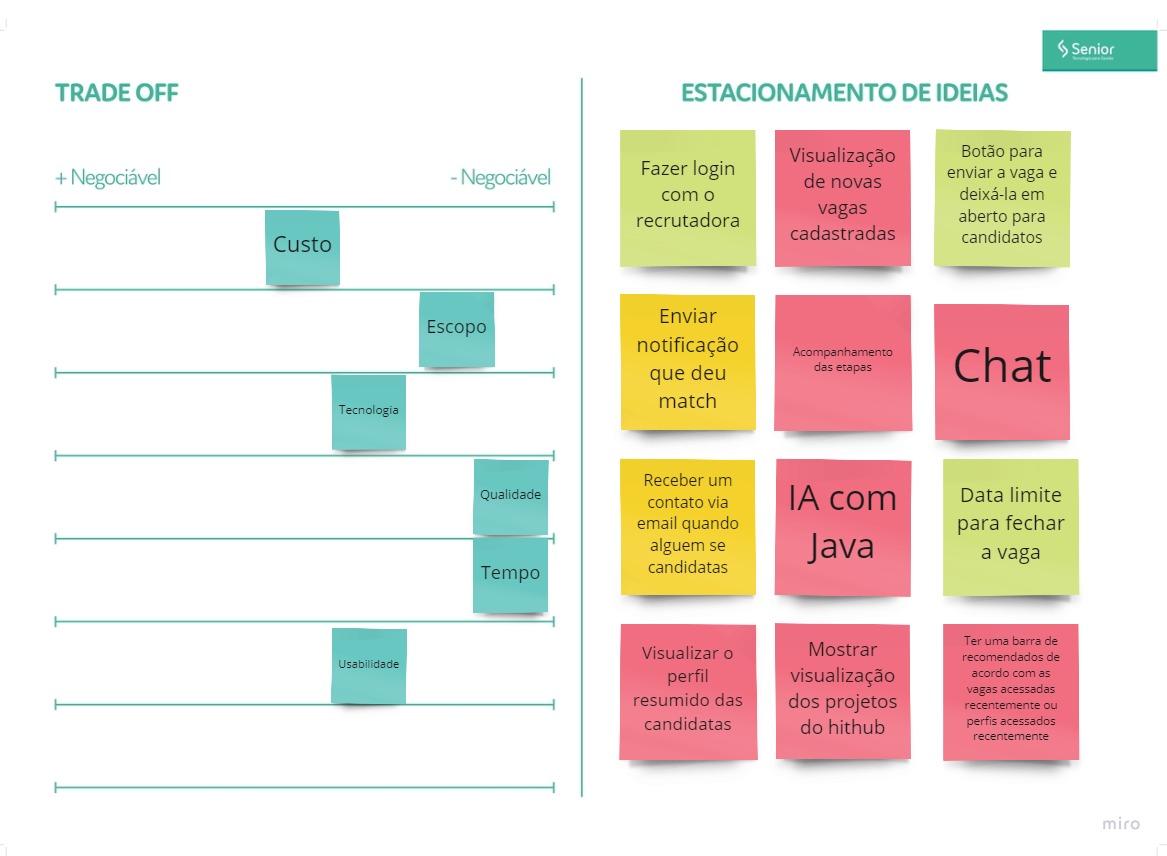 Senior
Tecnologia para Gestão
TRADE OFF
+ Negociável
- Negociável
Custo
Escopo
Tecnologia
Qualidade
Tempo
Usabilidade
ESTACIONAMENTO DE IDEIAS
Fazer login
com o
recrutadora
Visualização
de novas
vagas
cadastradas
Botão para
enviar a vaga e
deixá-la em
aberto para
candidatos
Enviar
notificação
que deu
match
Acompanhamento
das etapas
Chat
Receber um
contato via
email quando
alguem se
candidatas
IA com
Java
Data limite
para fechar
a vaga
Visualizar o
perfil
resumido das
candidatas
Mostrar
visualização
dos projetos
do hithub
Ter uma barra de
recomendados de
acordo com as
vagas acessadas
recentemente ou
perfis acessados
recentemente
miro